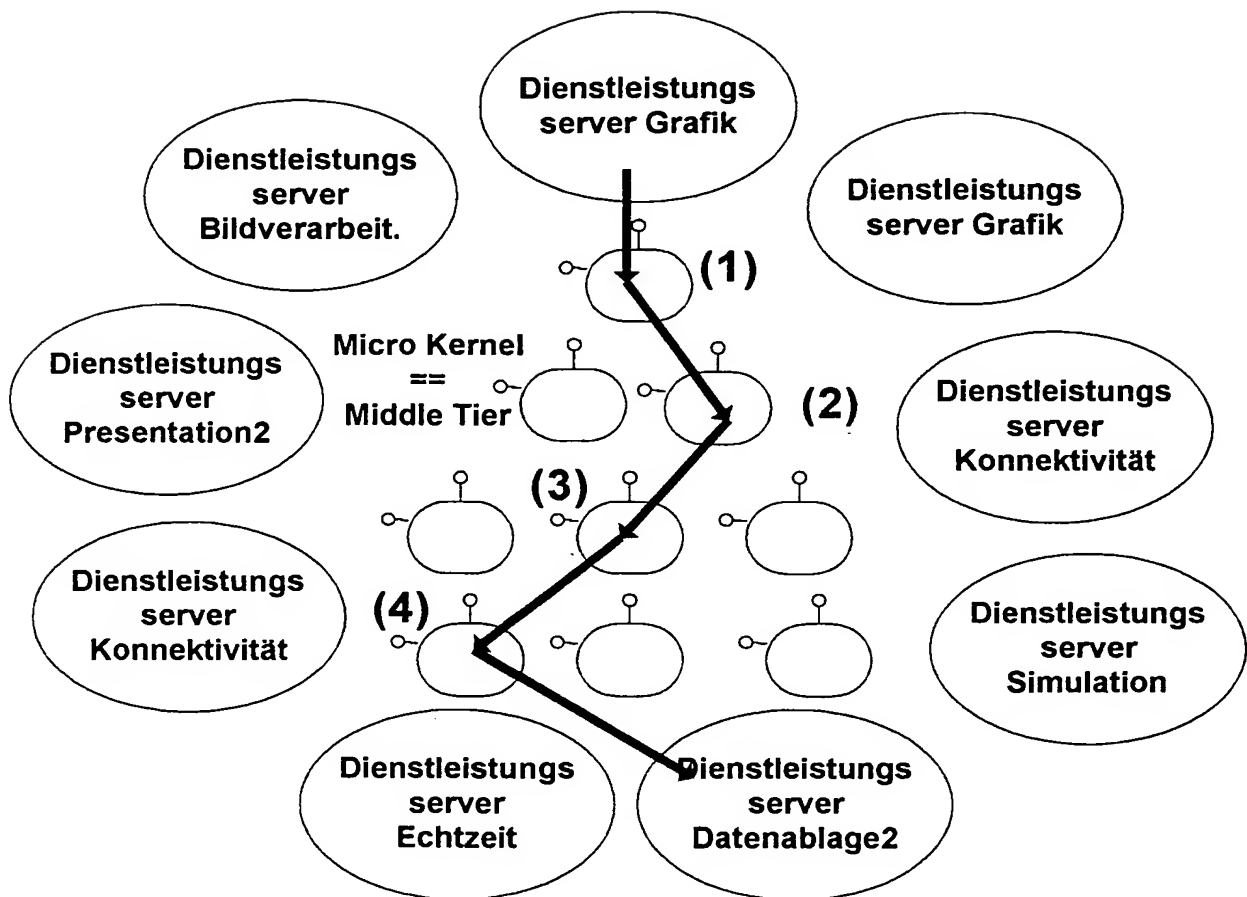 Dienstleistungs
server Grafik
Dienstleistungs
server
Bildverarbeit.
Dienstleistungs
server Grafik
(1)
Dienstleistungs
server
Presentation2
Micro Kernel
==
Middle Tier
(2)
Dienstleistungs
server
Konnektivität
(3)
Dienstleistungs
server
Konnektivität
(4)
Dienstleistungs
server
Simulation
Dienstleistungs
server
Echtzeit
Dienstleistungs
server
Datenablage2